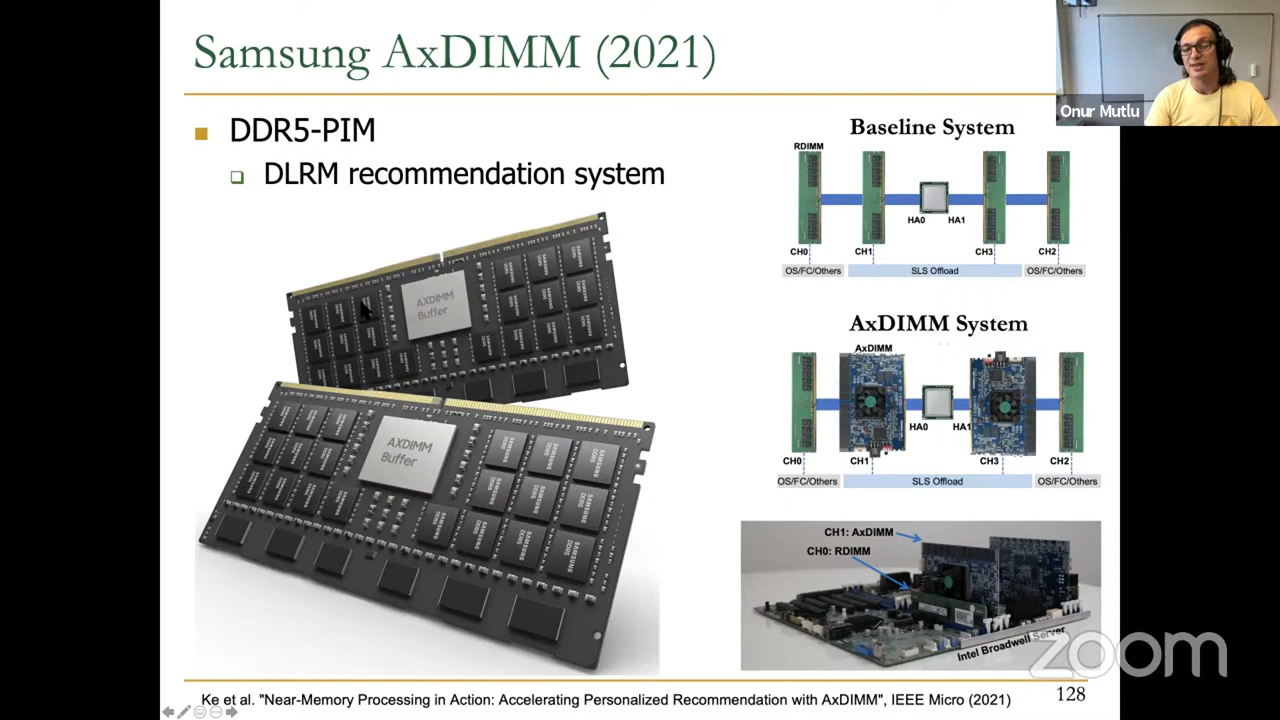 Samsung AxDIMM (2021)
Onur Mutlu
DDR5-PIM
DLRM recommendation system
Baseline System
RDIMM
HA0 HA1
CH0 CH1 CH3 CH2
OS/FC/Others SLS Offload OS/FC/Others
AXDIMM
Buffer
AxDIMM System
AxDIMM
HA0 HA1
CH0 CH1 CH3 CH2
OS/FC/Others SLS Offload OS/FC/Others
AXDIMM
Buffer
SAMSUNG
DDR5
CH1: AxDIMM
CH0: RDIMM
Intel Broadwell Server
zoom
Ke et al. "Near-Memory Processing in Action: Accelerating Personalized Recommendation with AxDIMM", IEEE Micro (2021)
128